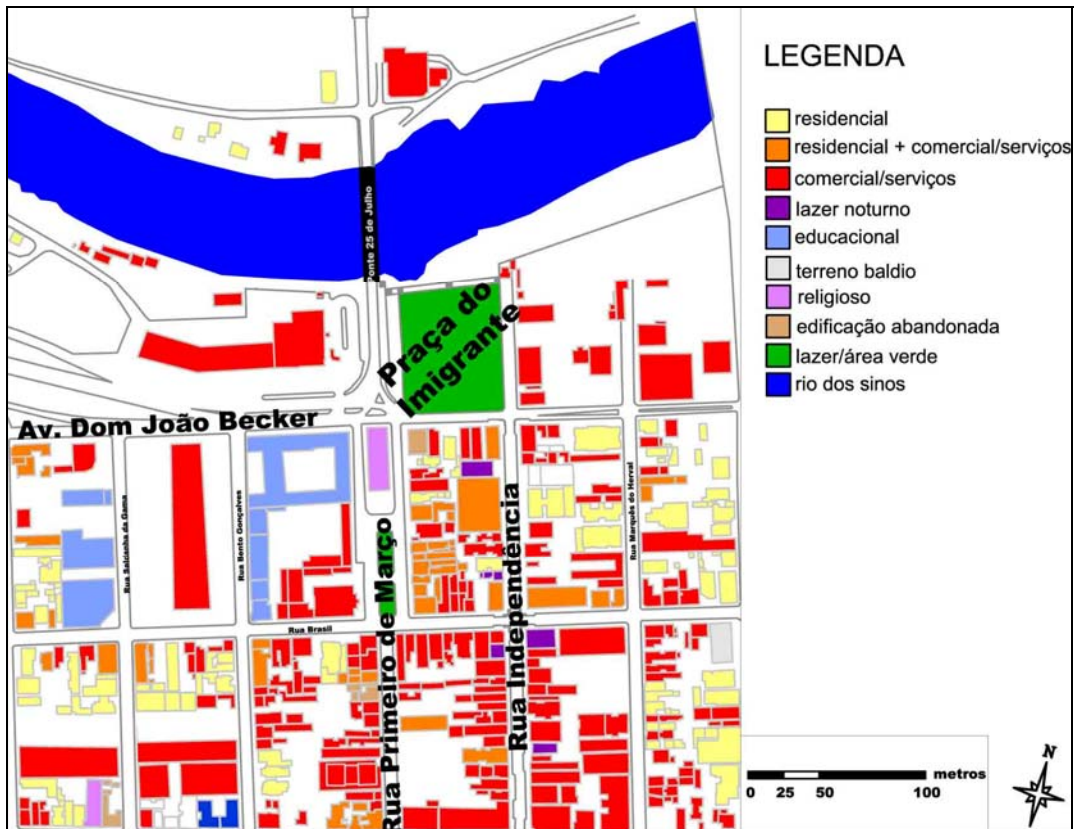 LEGENDA
residencial
residencial + comercial/serviços
comercial/serviços
lazer noturno
educacional
terreno baldio
religioso
edificação abandonada
lazer/área verde
rio dos sinos
Ponte 25 de Julho
Praça do
Imigrante
Av. Dom João Becker
Rua Saldanha da Gama
Rua Bento Gonçalves
Rua Primeiro de Março
Rua Independência
Rua Marquês do Herval
Rua Brasil
N
metros
0 25 50 100